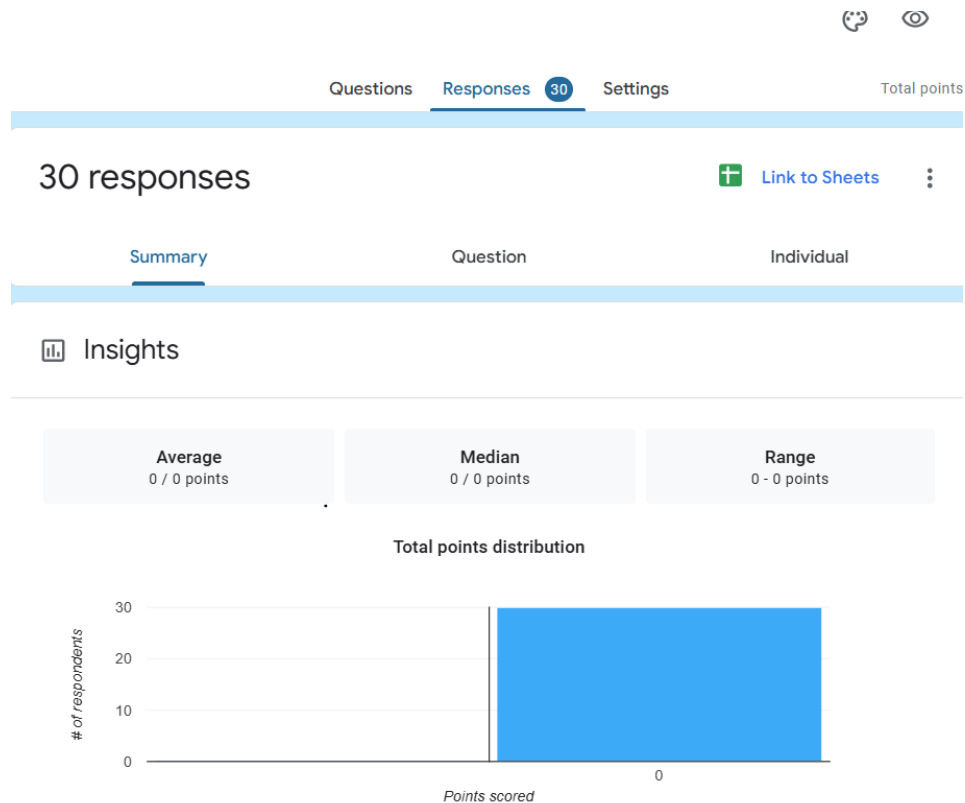 Questions Responses 30 Settings Total points
30 responses Link to Sheets
Summary Question Individual
Insights
Average Median Range
0 / 0 points 0 / 0 points 0 - 0 points
Total points distribution
30
20
10
0
# of respondents
0
Points scored